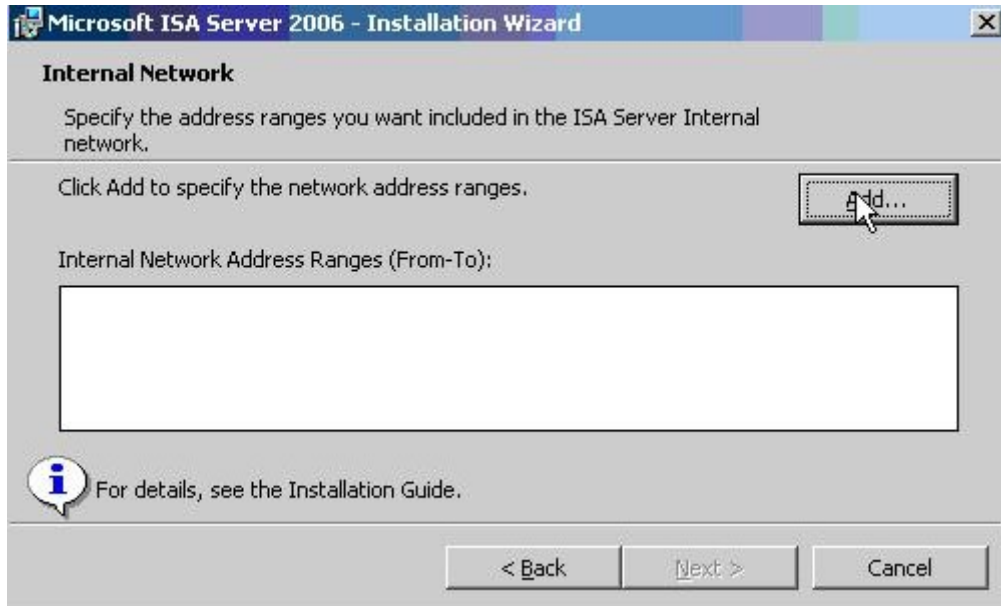 Microsoft ISA Server 2006 - Installation Wizard
Internal Network
Specify the address ranges you want included in the ISA Server Internal
network.
Click Add to specify the network address ranges.
Add...
Internal Network Address Ranges (From-To):
For details, see the Installation Guide.
< Back
Next >
Cancel